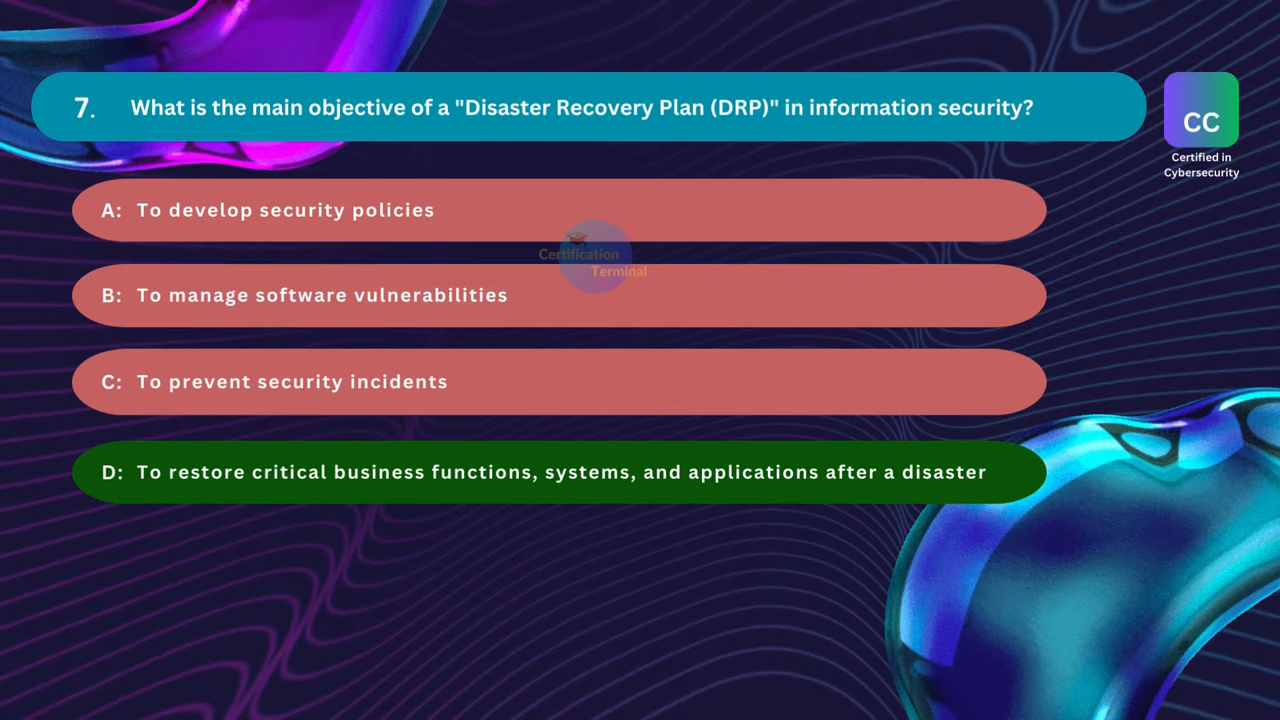 7. What is the main objective of a "Disaster Recovery Plan (DRP)" in information security?
CC
Certified in
Cybersecurity
A: To develop security policies
Certification
Terminal
B: To manage software vulnerabilities
C: To prevent security incidents
D: To restore critical business functions, systems, and applications after a disaster